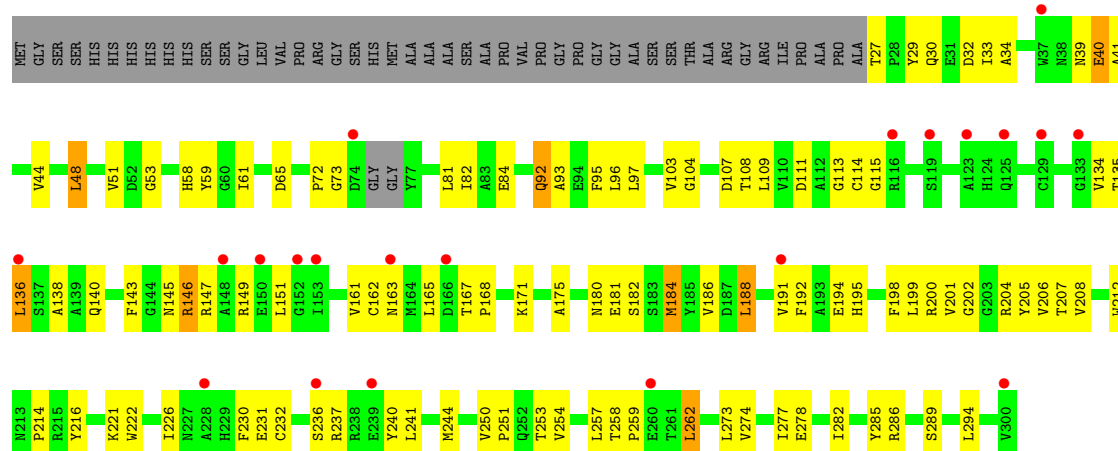 MET GLY SER SER HIS HIS HIS HIS HIS HIS SER SER GLY LEU VAL PRO ARG GLY SER HIS MET ALA ALA ALA ALA SER ALA PRO VAL PRO GLY PRO GLY GLY ALA SER SER THR ALA ARG GLY ARG ILE PRO ALA PRO ALA T27 P28 Y29 Q30 E31 D32 I33 A34 W37 N38 N39 E40 A41
V44 L48 V51 D52 G53 H58 Y59 G60 I61 D65 P72 G73 D74 GLY GLY Y77 L81 I82 A83 E84 Q92 A93 E94 F95 L96 L97 V103 G104 D107 T108 L109 V110 D111 A112 G113 C114 G115 R116 S119 A123 H124 Q125 C129 G133 V134 T135
L136 S137 A138 A139 Q140 F143 G144 N145 R146 R147 A148 R149 E150 L151 G152 I153 V161 C162 N163 M164 L165 D166 T167 P168 K171 A175 N180 E181 S182 S183 M184 Y185 V186 D187 L188 V191 F192 A193 E194 H195 F198 L199 R200 V201 G202 G203 R204 Y205 V206 T207 V208 W212
N213 P214 R215 Y216 K221 W222 I226 N227 A228 H229 F230 E231 C232 S236 R237 R238 E239 Y240 L241 M244 V250 P251 Q252 T253 V254 L257 T258 P259 E260 T261 L262 L273 V274 I277 E278 I282 Y285 R286 S289 L294 V300